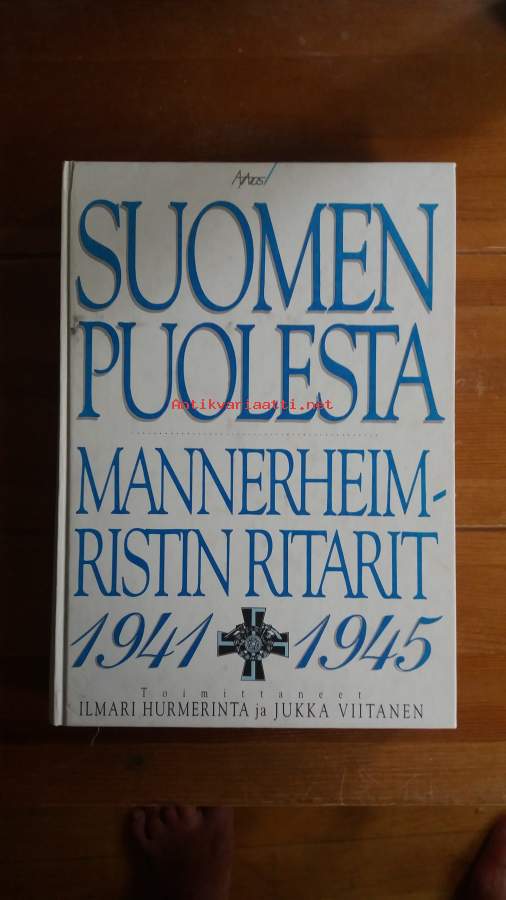 Ajatus
SUOMEN
PUOLESTA
Antikvariaatti.net
MANNERHEIM-
RISTIN RITARIT
1941 1945
Toimittaneet
ILMARI HURMERINTA ja JUKKA VIITANEN